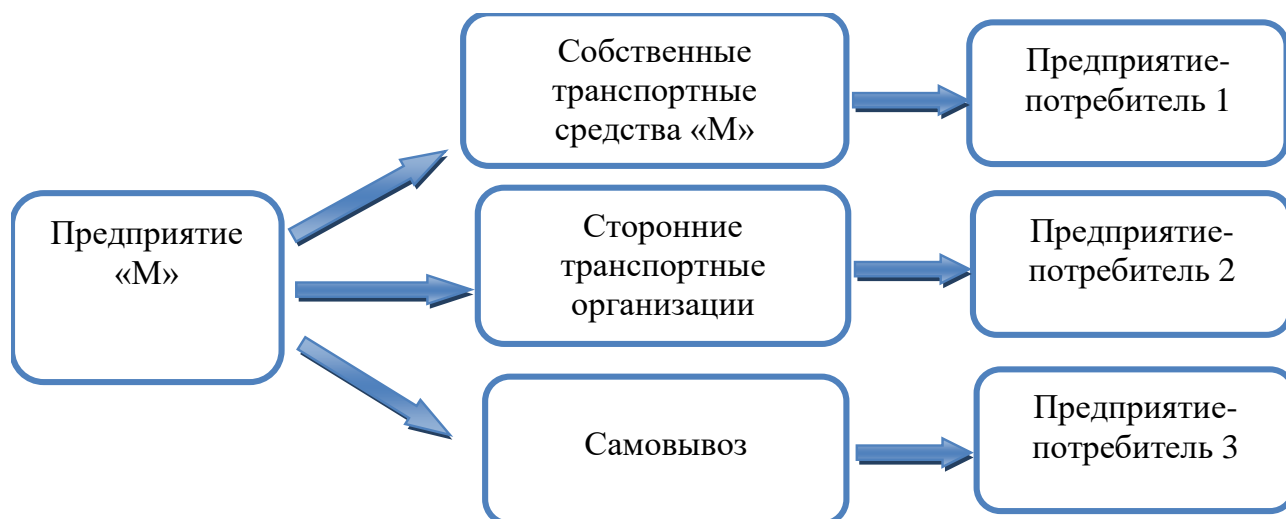 Собственные
транспортные
средства «М»
Предприятие-
потребитель 1
Предприятие
«М»
Сторонние
транспортные
организации
Предприятие-
потребитель 2
Самовывоз
Предприятие-
потребитель 3